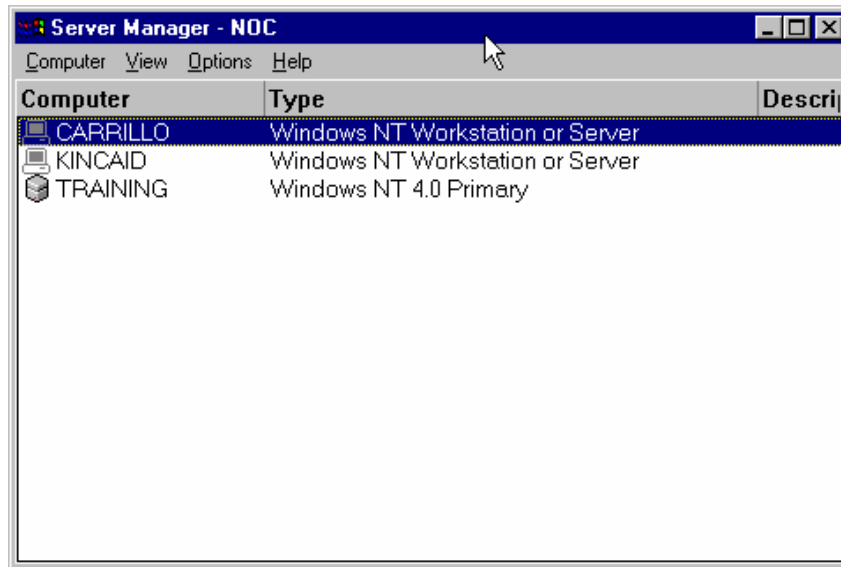 Server Manager - NOC
Computer View Options Help
Computer Type Descrip
CARRILLO Windows NT Workstation or Server
KINCAID Windows NT Workstation or Server
TRAINING Windows NT 4.0 Primary